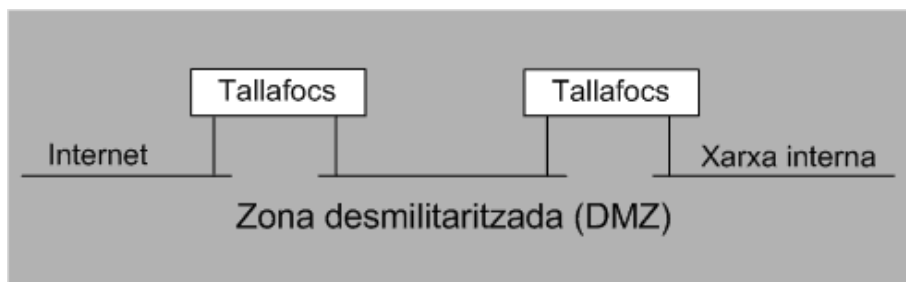 Tallafocs
Tallafocs
Internet
Xarxa interna
Zona desmilitaritzada (DMZ)